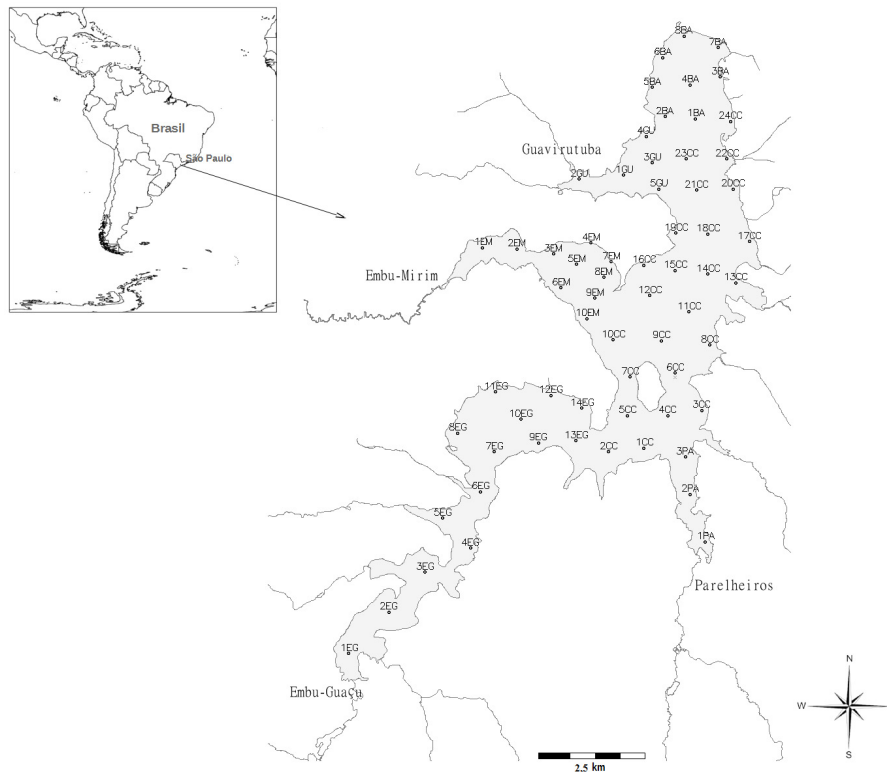 Brasil
São Paulo
8BA
7BA
6BA
3BA
5BA
4BA
2BA
1BA
24CC
4GU
Guavirutuba
3GU
23CC
22CC
2GU
1GU
5GU
21CC
20CC
19CC
18CC
17CC
1EM
2EM
3EM
4EM
5EM
7EM
16CC
15CC
14CC
Embu-Mirim
6EM
8EM
13CC
9EM
12CC
10EM
11CC
10CC
9CC
8CC
7CC
6CC
11EG
12EG
14EG
5CC
4CC
3CC
10EG
8EG
7EG
9EG
13EG
2CC
1CC
3PA
6EG
2PA
5EG
4EG
1PA
3EG
Parelheiros
2EG
1EG
Embu-Guaçu
N
W
S
2.5 km